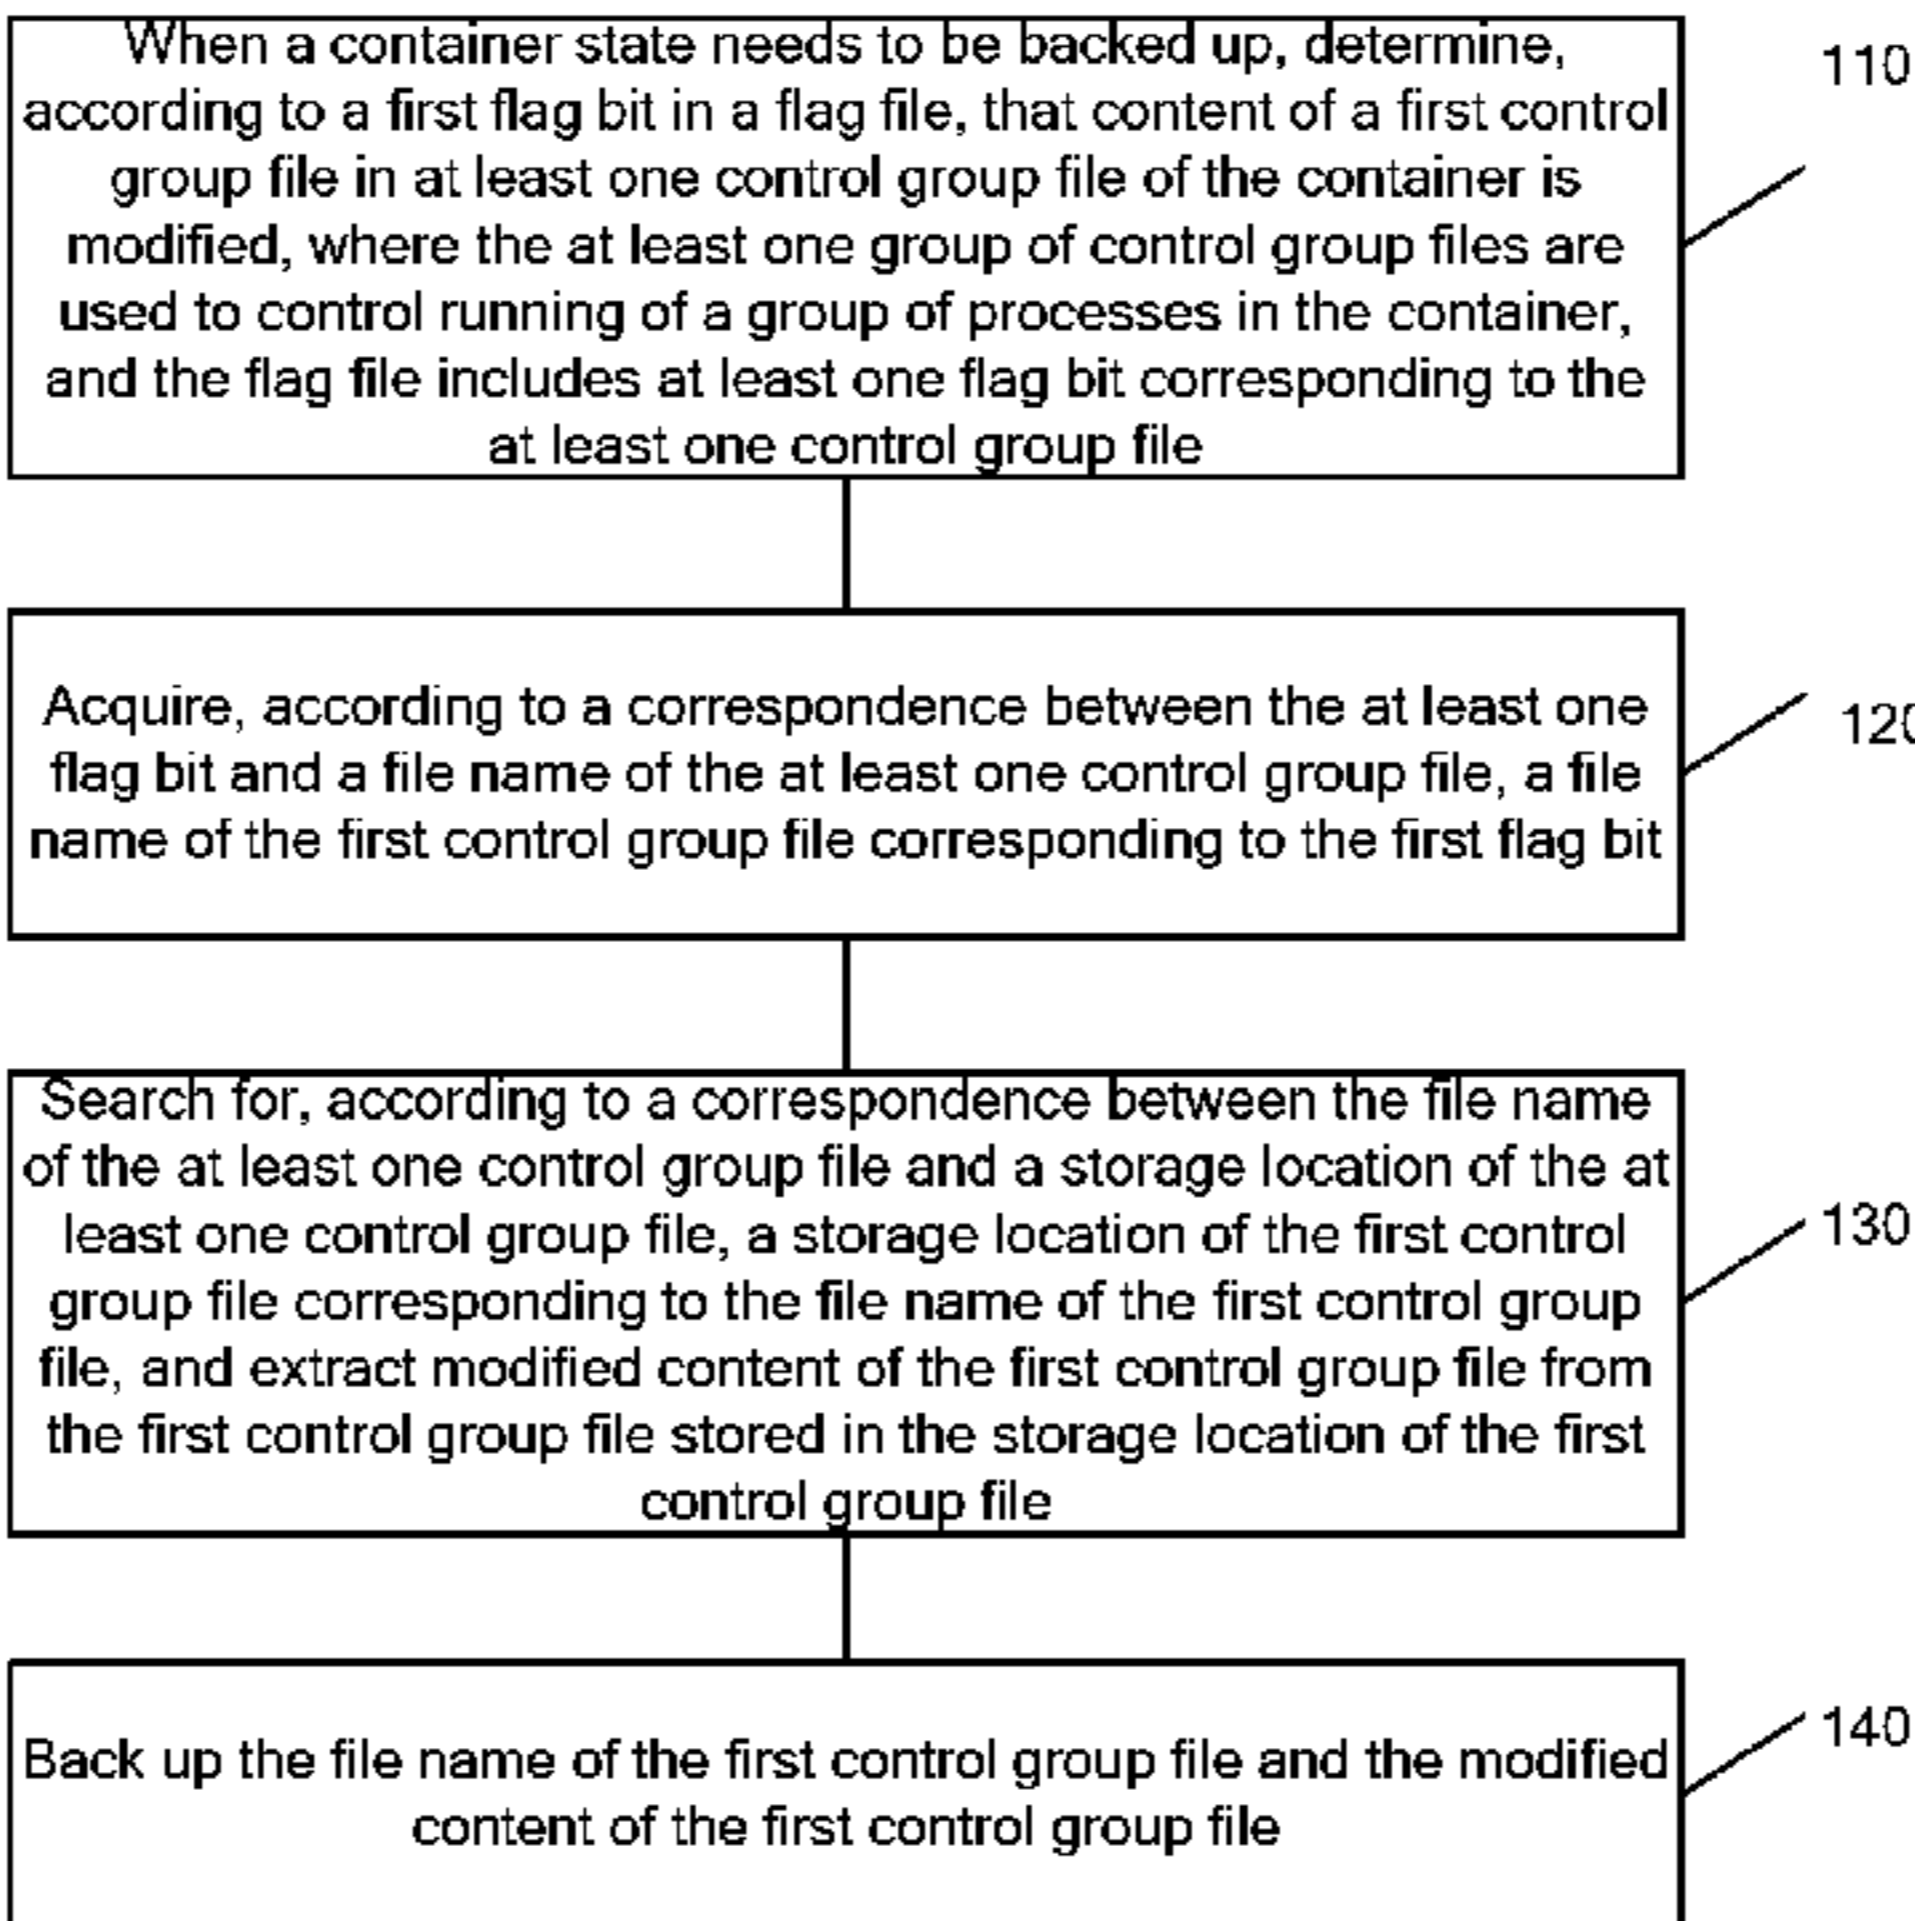 When a container state needs to be backed up, determine,
according to a first flag bit in a flag file, that content of a first control
group file in at least one control group file of the container is
modified, where the at least one group of control group files are
used to control running of a group of processes in the container,
and the flag file includes at least one flag bit corresponding to the
at least one control group file
110
Acquire, according to a correspondence between the at least one
flag bit and a file name of the at least one control group file, a file
name of the first control group file corresponding to the first flag bit
120
Search for, according to a correspondence between the file name
of the at least one control group file and a storage location of the at
least one control group file, a storage location of the first control
group file corresponding to the file name of the first control group
file, and extract modified content of the first control group file from
the first control group file stored in the storage location of the first
control group file
130
Back up the file name of the first control group file and the modified
content of the first control group file
140